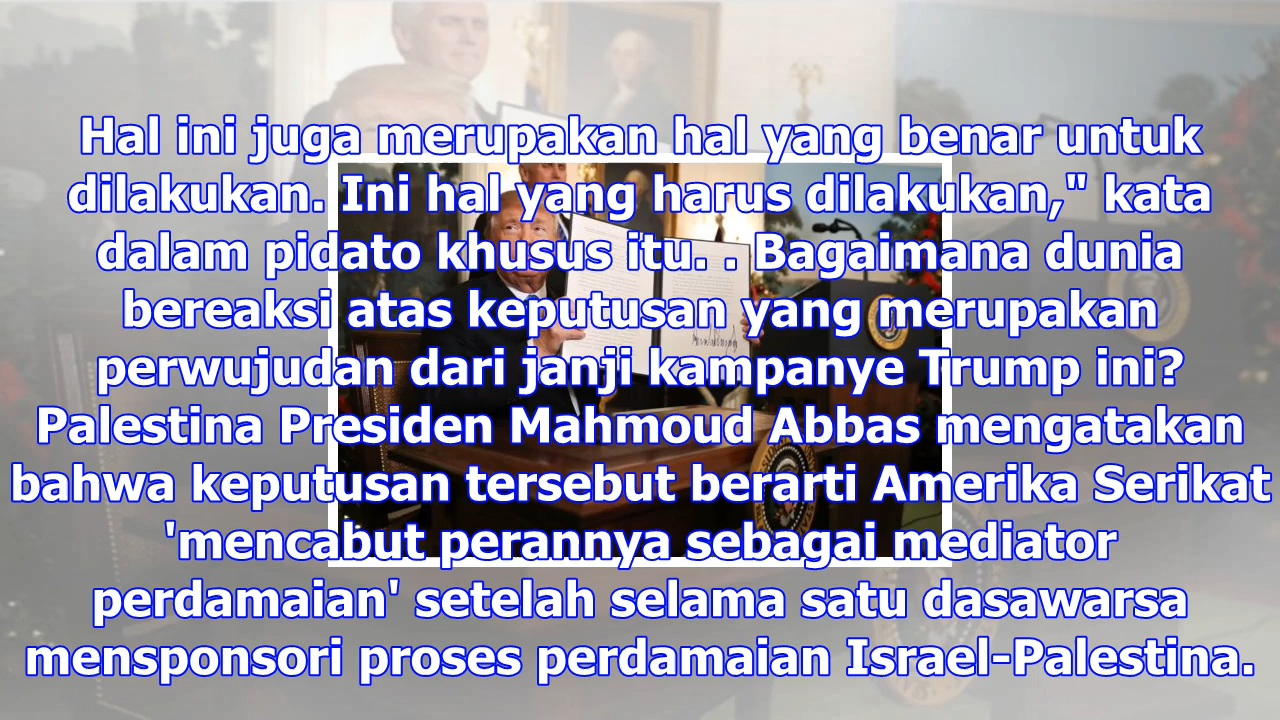 Hal ini juga merupakan hal yang benar untuk
dilakukan. Ini hal yang harus dilakukan," kata
dalam pidato khusus itu. . Bagaimana dunia
bereaksi atas keputusan yang merupakan
perwujudan dari janji kampanye Trump ini?
Palestina Presiden Mahmoud Abbas mengatakan
bahwa keputusan tersebut berarti Amerika Serikat
'mencabut perannya sebagai mediator
perdamaian' setelah selama satu dasawarsa
mensponsori proses perdamaian Israel-Palestina.